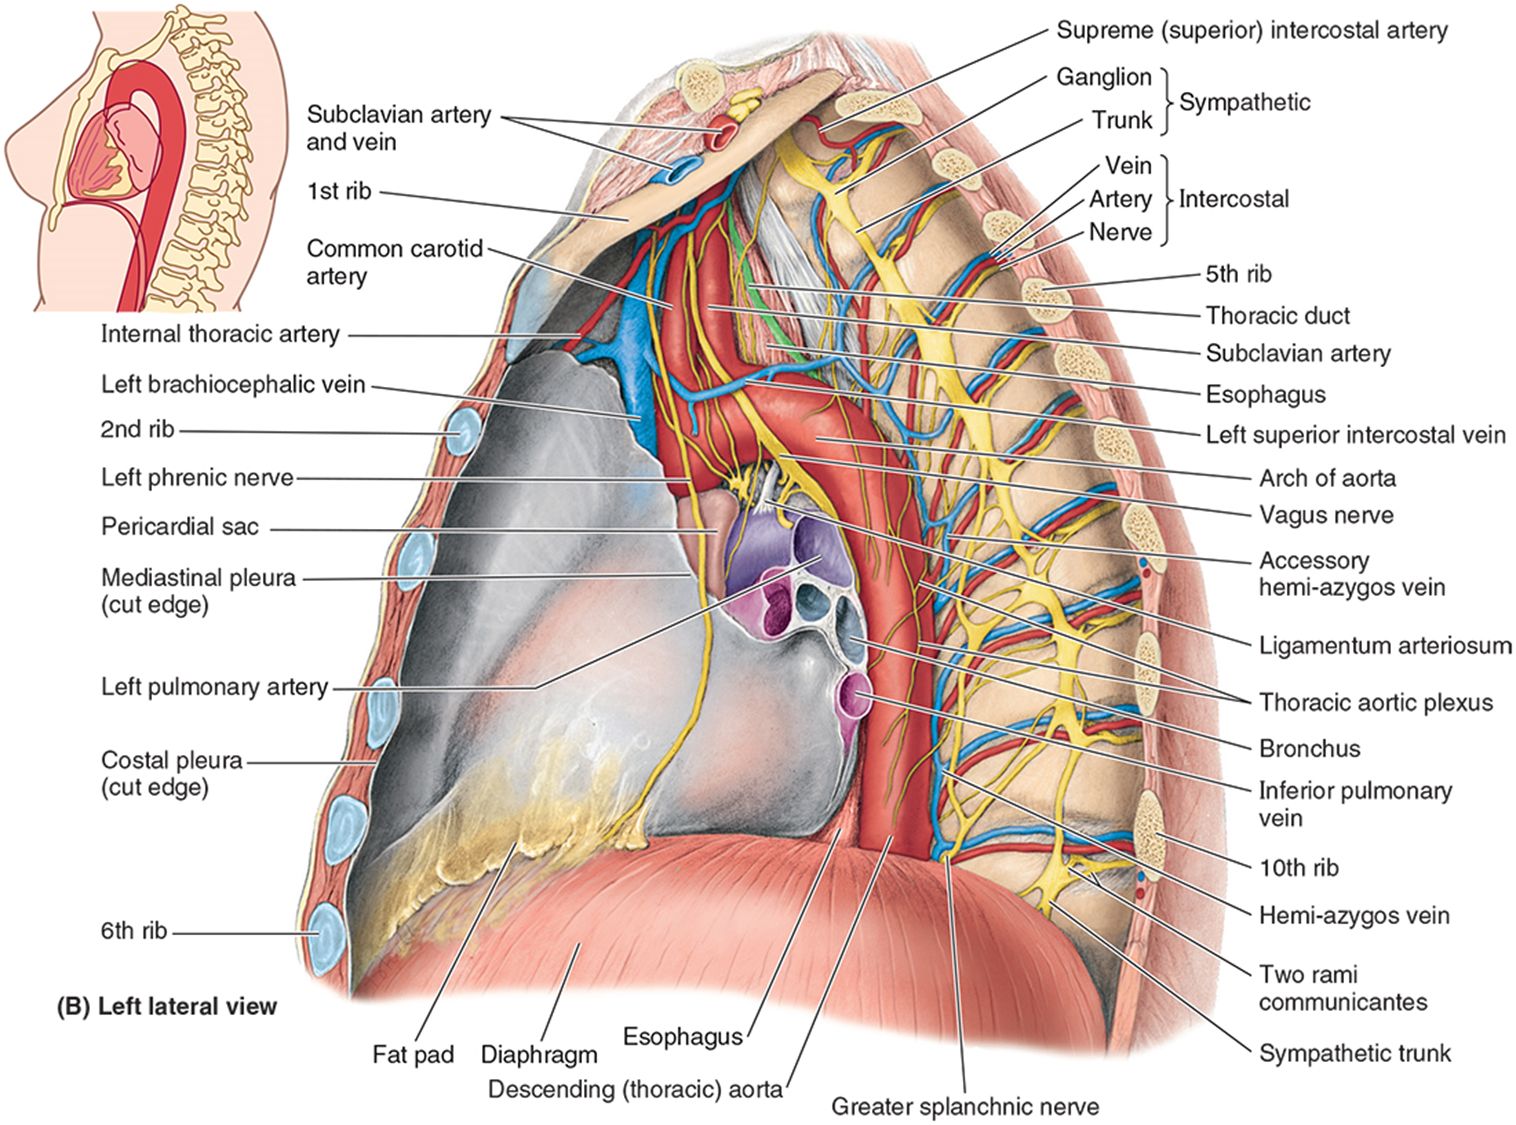 Supreme (superior) intercostal artery
Ganglion
Trunk
Sympathetic
Vein
Artery
Nerve
Intercostal
5th rib
Thoracic duct
Subclavian artery
Esophagus
Left superior intercostal vein
Arch of aorta
Vagus nerve
Accessory
hemi-azygos vein
Ligamentum arteriosum
Thoracic aortic plexus
Bronchus
Inferior pulmonary
vein
10th rib
Hemi-azygos vein
Two rami
communicantes
Sympathetic trunk
Subclavian artery
and vein
1st rib
Common carotid
artery
Internal thoracic artery
Left brachiocephalic vein
2nd rib
Left phrenic nerve
Pericardial sac
Mediastinal pleura
(cut edge)
Left pulmonary artery
Costal pleura
(cut edge)
6th rib
(B) Left lateral view
Fat pad
Diaphragm
Esophagus
Descending (thoracic) aorta
Greater splanchnic nerve